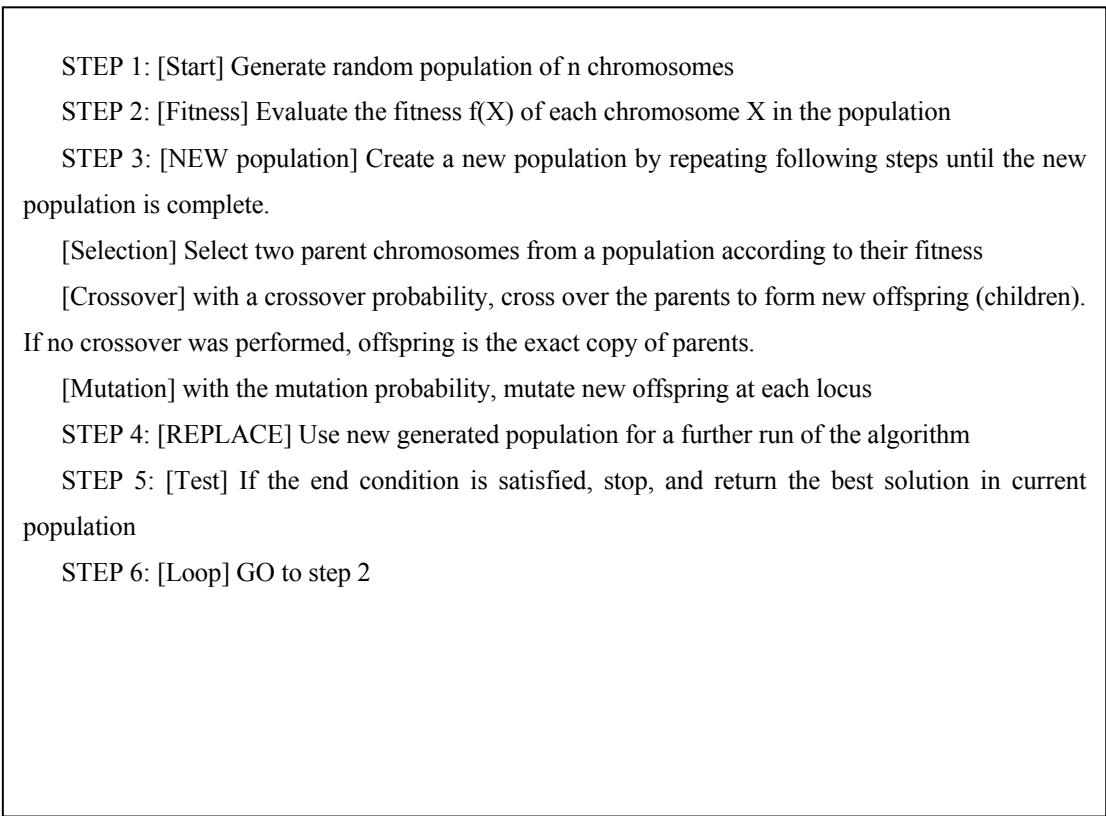 STEP 1: [Start] Generate random population of n chromosomes
STEP 2: [Fitness] Evaluate the fitness f(X) of each chromosome X in the population
STEP 3: [NEW population] Create a new population by repeating following steps until the new
population is complete.
[Selection] Select two parent chromosomes from a population according to their fitness
[Crossover] with a crossover probability, cross over the parents to form new offspring (children).
If no crossover was performed, offspring is the exact copy of parents.
[Mutation] with the mutation probability, mutate new offspring at each locus
STEP 4: [REPLACE] Use new generated population for a further run of the algorithm
STEP 5: [Test] If the end condition is satisfied, stop, and return the best solution in current
population
STEP 6: [Loop] GO to step 2